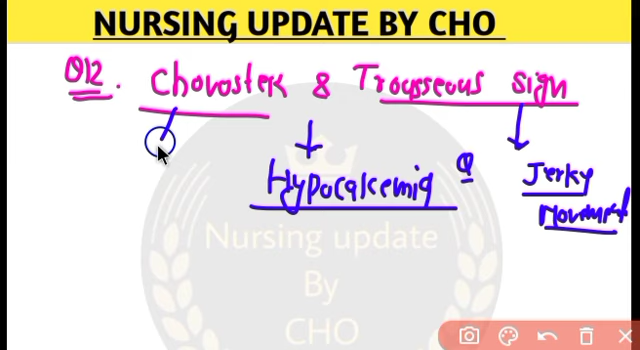 NURSING UPDATE BY CHO
Q12. Chovostek & Trousseous Sign
Hypocalcemia Q
Jerky
Movement
Nursing update
By
CHO